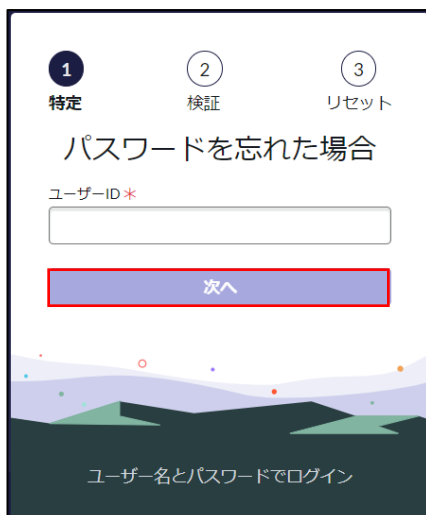 1 2 3
特定 検証 リセット
パスワードを忘れた場合
ユーザーID*
次へ
ユーザー名とパスワードでログイン